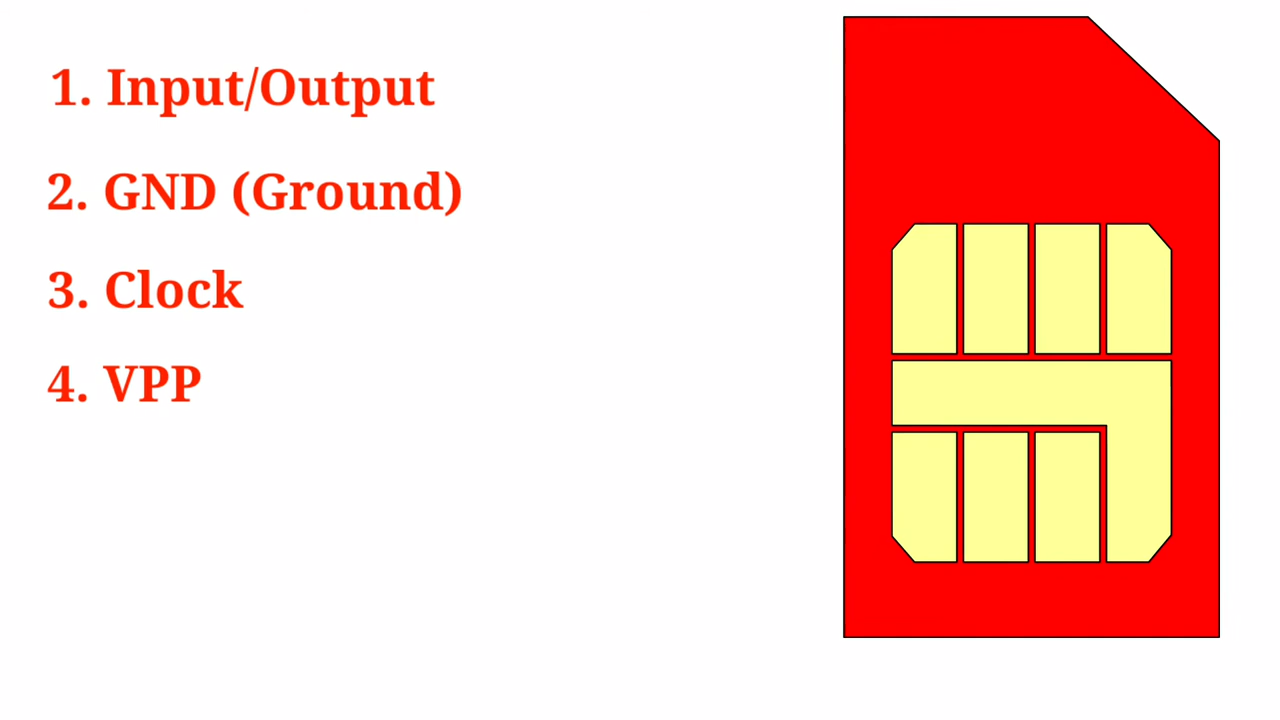 1. Input/Output
2. GND (Ground)
3. Clock
4. VPP